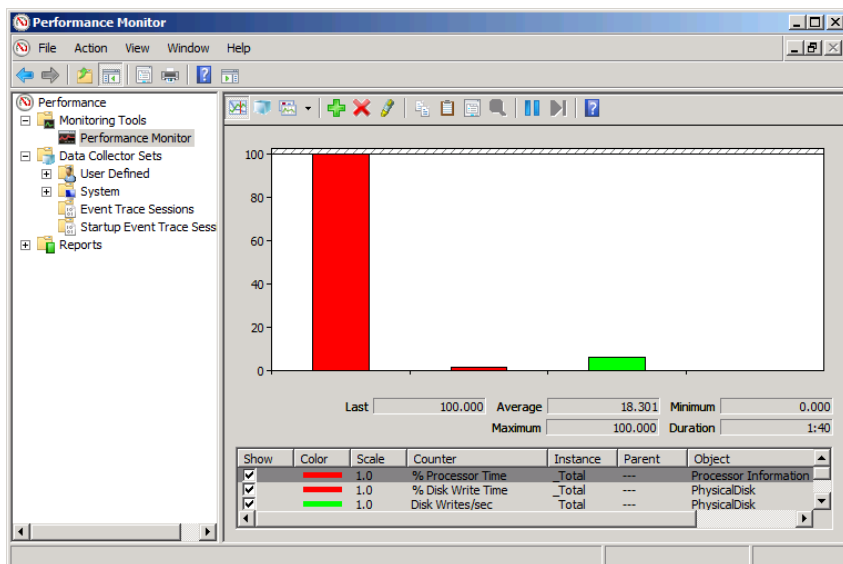 Performance Monitor
File Action View Window Help
Performance
Monitoring Tools
Performance Monitor
Data Collector Sets
User Defined
System
Event Trace Sessions
Startup Event Trace Sess
Reports
100
80
60
40
20
0
Last 100.000 Average 18.301 Minimum 0.000
Maximum 100.000 Duration 1:40
Show Color Scale Counter Instance Parent Object
1.0 % Processor Time _Total --- Processor Information
1.0 % Disk Write Time _Total --- PhysicalDisk
1.0 Disk Writes/sec _Total --- PhysicalDisk